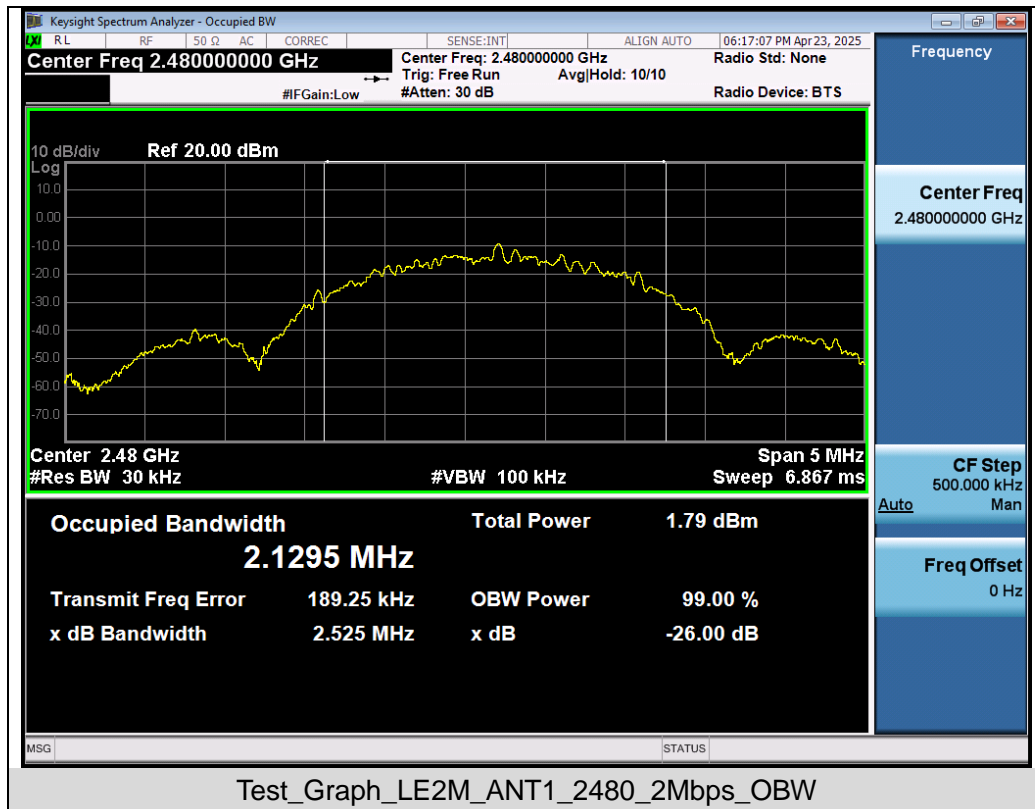 Keysight Spectrum Analyzer - Occupied BW
LXI RL RF 50 Ω AC CORREC SENSE:INT ALIGN AUTO 06:17:07 PM Apr 23, 2025
Center Freq 2.480000000 GHz
#IFGain:Low
Center Freq: 2.480000000 GHz
Trig: Free Run Avg|Hold: 10/10
#Atten: 30 dB
Radio Std: None
Radio Device: BTS
10 dB/div Ref 20.00 dBm
Log
10.0
0.00
-10.0
-20.0
-30.0
-40.0
-50.0
-60.0
-70.0
Center 2.48 GHz Span 5 MHz
#Res BW 30 kHz #VBW 100 kHz Sweep 6.867 ms
Occupied Bandwidth Total Power 1.79 dBm
2.1295 MHz
Transmit Freq Error 189.25 kHz OBW Power 99.00 %
x dB Bandwidth 2.525 MHz x dB -26.00 dB
Frequency
Center Freq
2.480000000 GHz
CF Step
500.000 kHz
Auto Man
Freq Offset
0 Hz
MSG STATUS
Test_Graph_LE2M_ANT1_2480_2Mbps_OBW